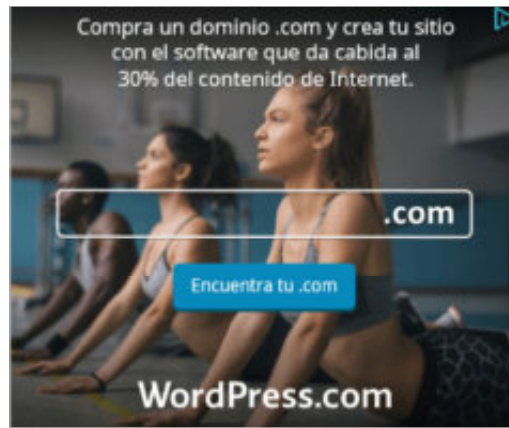 Compra un dominio .com y crea tu sitio
con el software que da cabida al
30% del contenido de Internet.
.com
Encuentra tu .com
WordPress.com